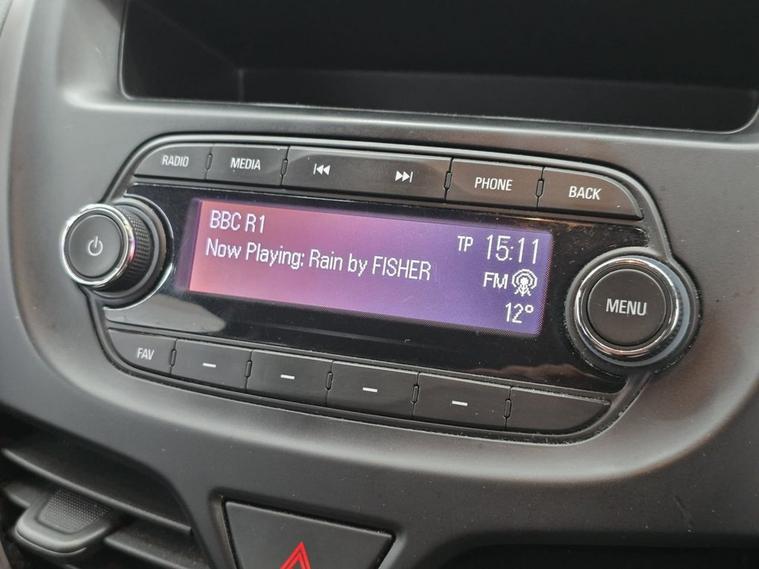 RADIO
MEDIA
PHONE
BACK
BBC R1
TP 15:11
Now Playing: Rain by FISHER
FM
12°
MENU
FAV